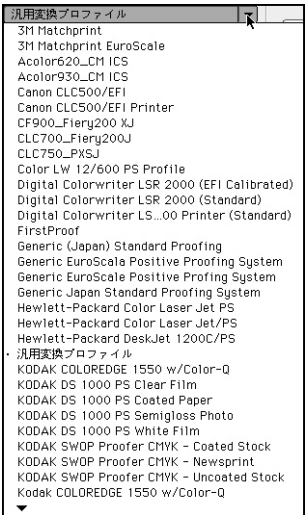 汎用変換プロファイル
3M Matchprint
3M Matchprint EuroScale
Acolor620_CM ICS
Acolor930_CM ICS
Canon CLC500/EFI
Canon CLC500/EFI Printer
CF900_Fiery200 XJ
CLC700_Fiery200J
CLC750_PXSJ
Color LW 12/600 PS Profile
Digital Colorwriter LSR 2000 (EFI Calibrated)
Digital Colorwriter LSR 2000 (Standard)
Digital Colorwriter LS...00 Printer (Standard)
FirstProof
Generic (Japan) Standard Proofing
Generic EuroScala Positive Profing System
Generic EuroScale Positive Profing System
Generic Japan Standard Proofing System
Hewlett-Packard Color Laser Jet PS
Hewlett-Packard Color Laser Jet/PS
Hewlett-Packard DeskJet 1200C/PS
・汎用変換プロファイル
KODAK COLOREDGE 1550 w/Color-Q
KODAK DS 1000 PS Clear Film
KODAK DS 1000 PS Coated Paper
KODAK DS 1000 PS Semigloss Photo
KODAK DS 1000 PS White Film
KODAK SWOP Proofer CMYK - Coated Stock
KODAK SWOP Proofer CMYK - Newsprint
KODAK SWOP Proofer CMYK - Uncoated Stock
Kodak COLOREDGE 1550 w/Color-Q